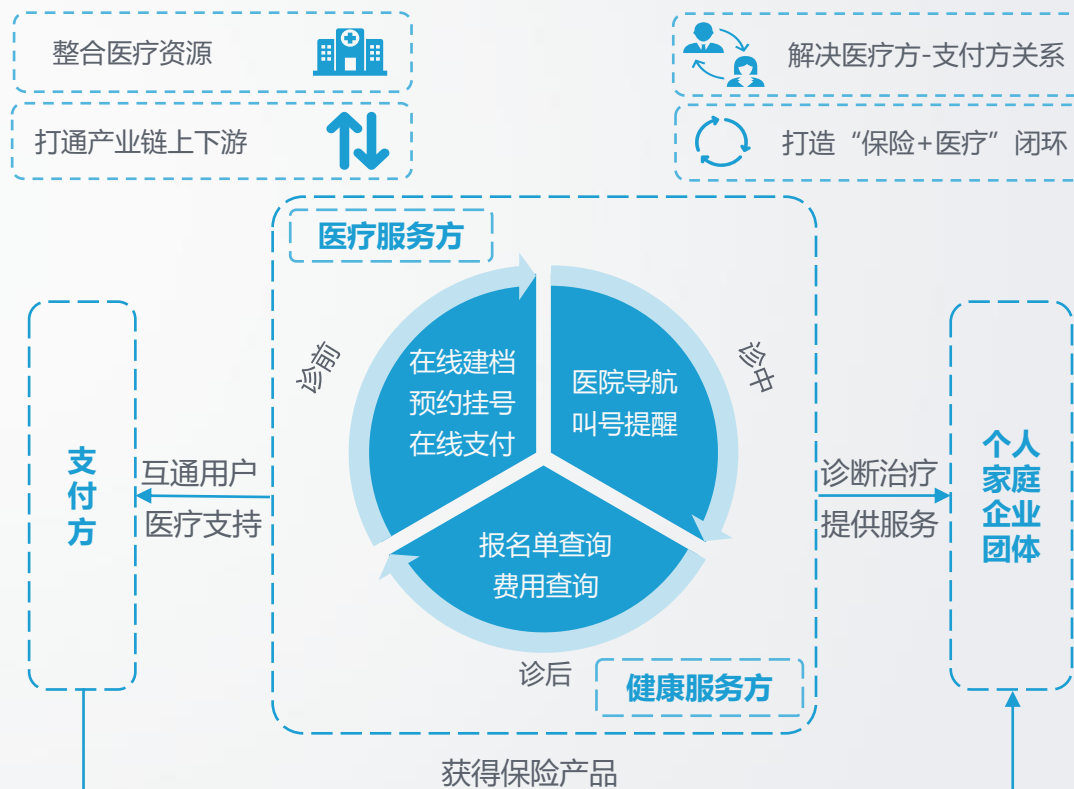 整合医疗资源
打通产业链上下游
解决医疗方-支付方关系
打造“保险+医疗”闭环
医疗服务方
诊前
在线建档
预约挂号
在线支付
诊中
医院导航
叫号提醒
报名单查询
费用查询
诊后
健康服务方
支付方
互通用户
医疗支持
诊断治疗
提供服务
个人
家庭
企业
团体
获得保险产品